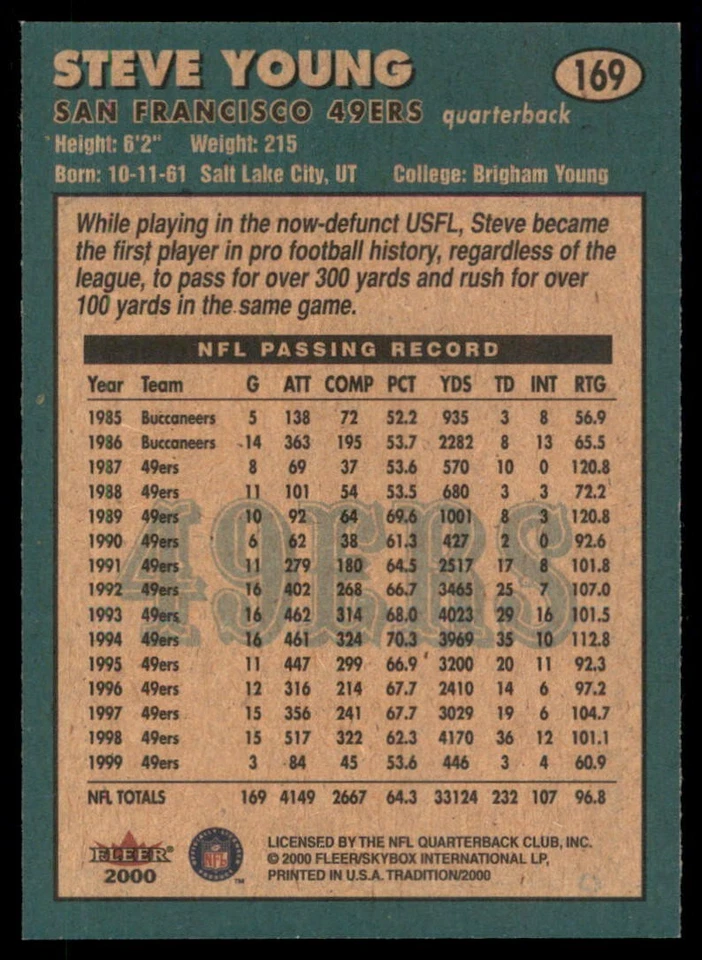 STEVE YOUNG
169
SAN FRANCISCO 49ERS quarterback
Height: 6'2" Weight: 215
Born: 10-11-61 Salt Lake City, UT College: Brigham Young
While playing in the now-defunct USFL, Steve became
the first player in pro football history, regardless of the
league, to pass for over 300 yards and rush for over
100 yards in the same game.
NFL PASSING RECORD
Year Team G ATT COMP PCT YDS TD INT RTG
1985 Buccaneers 5 138 72 52.2 935 3 8 56.9
1986 Buccaneers 14 363 195 53.7 2282 8 13 65.5
1987 49ers 8 69 37 53.6 570 10 0 120.8
1988 49ers 11 101 54 53.5 680 3 3 72.2
1989 49ers 10 92 64 69.6 1001 8 3 120.8
1990 49ers 6 62 38 61.3 427 2 0 92.6
1991 49ers 11 279 180 64.5 2517 17 8 101.8
1992 49ers 16 402 268 66.7 3465 25 7 107.0
1993 49ers 16 462 314 68.0 4023 29 16 101.5
1994 49ers 16 461 324 70.3 3969 35 10 112.8
1995 49ers 11 447 299 66.9 3200 20 11 92.3
1996 49ers 12 316 214 67.7 2410 14 6 97.2
1997 49ers 15 356 241 67.7 3029 19 6 104.7
1998 49ers 15 517 322 62.3 4170 36 12 101.1
1999 49ers 3 84 45 53.6 446 3 4 60.9
NFL TOTALS 169 4149 2667 64.3 33124 232 107 96.8
49ERS
FLEER
2000
NFL
TM
LICENSED BY THE NFL QUARTERBACK CLUB, INC.
© 2000 FLEER/SKYBOX INTERNATIONAL LP,
PRINTED IN U.S.A. TRADITION/2000